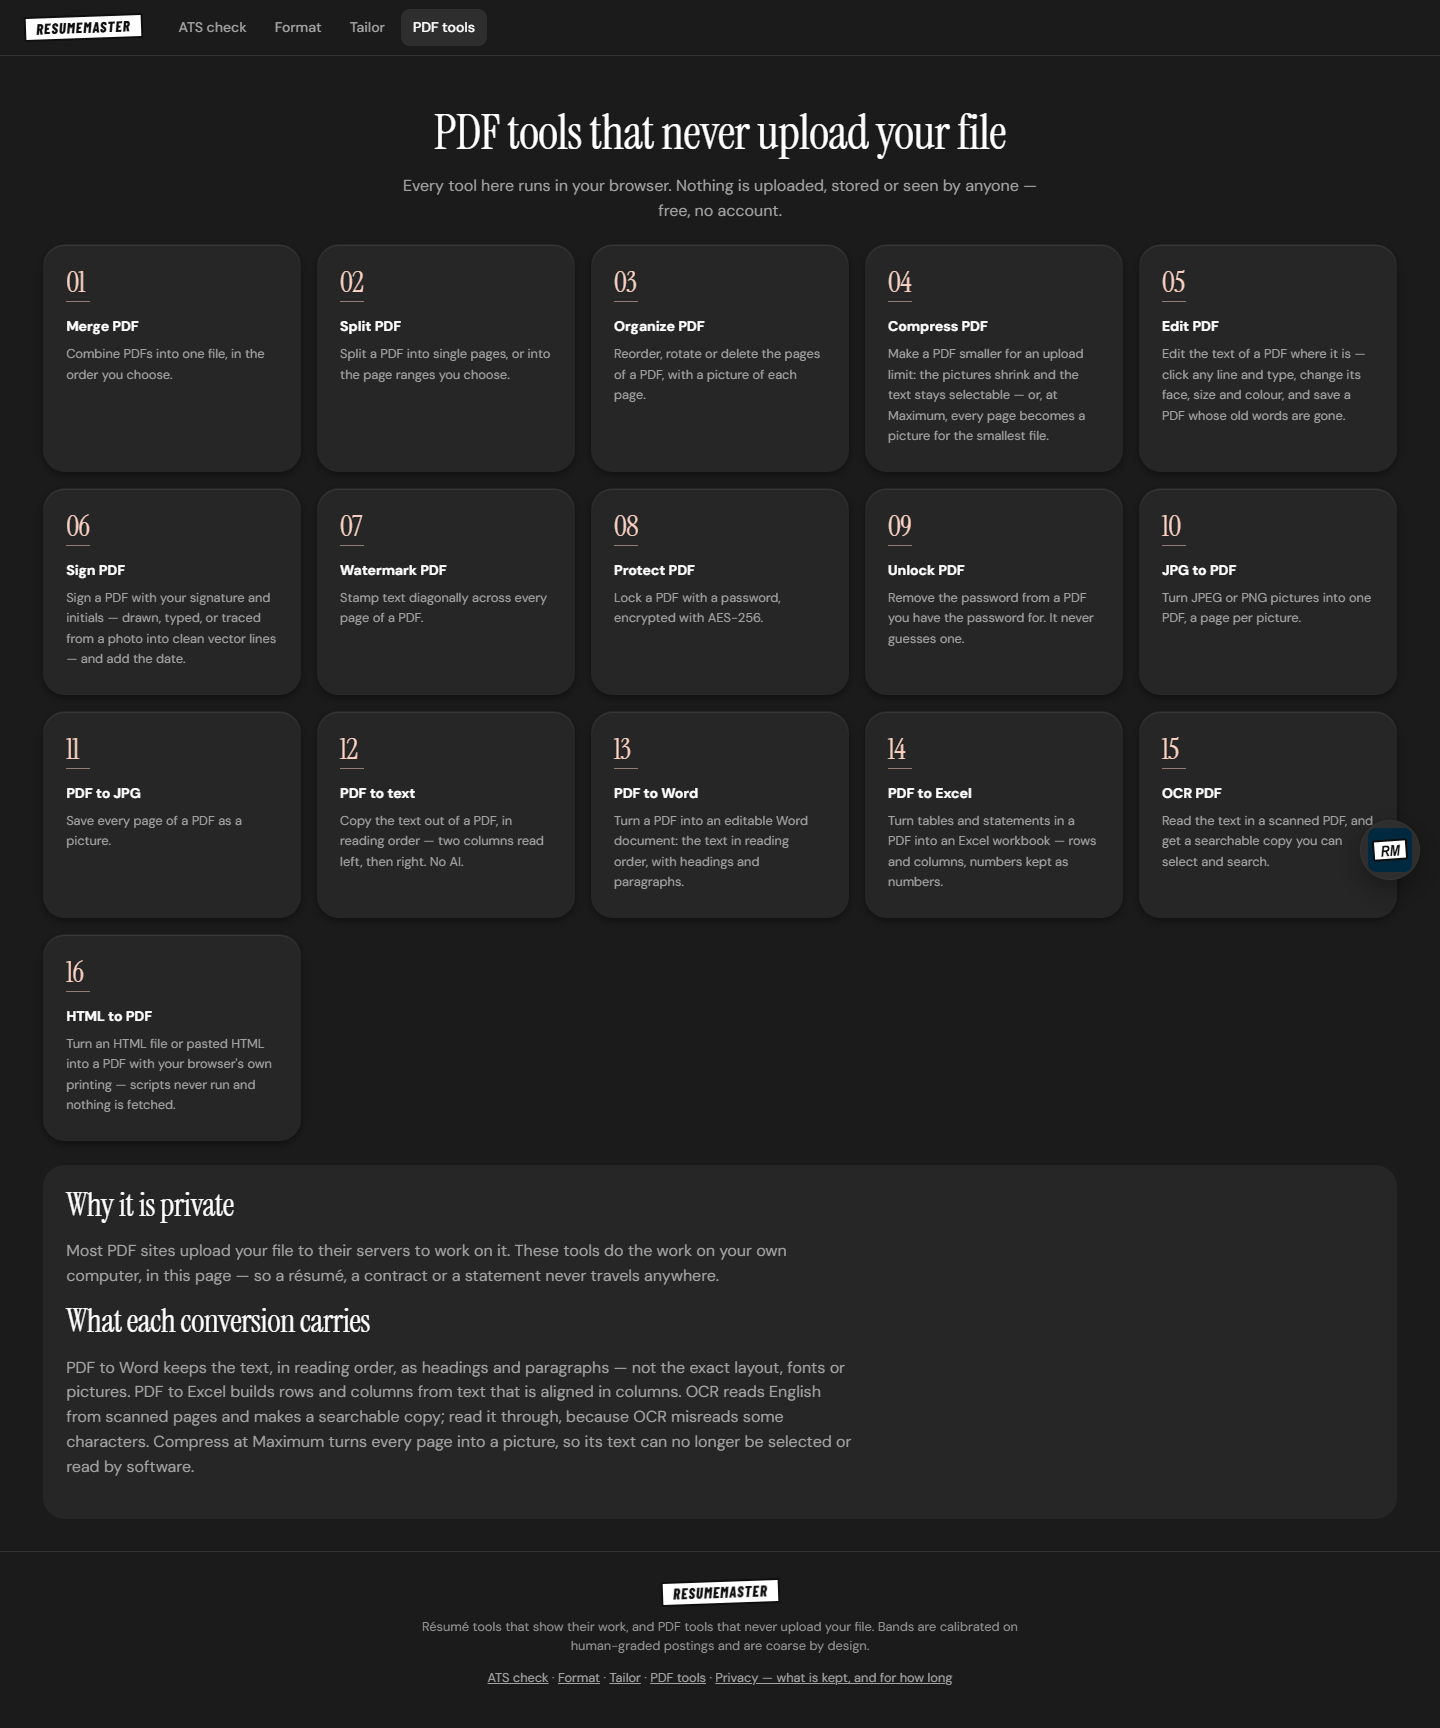 RESUMEMASTER
ATS check
Format
Tailor
PDF tools
PDF tools that never upload your file
Every tool here runs in your browser. Nothing is uploaded, stored or seen by anyone —
free, no account.
01
Merge PDF
Combine PDFs into one file, in the
order you choose.
02
Split PDF
Split a PDF into single pages, or into
the page ranges you choose.
03
Organize PDF
Reorder, rotate or delete the pages
of a PDF, with a picture of each
page.
04
Compress PDF
Make a PDF smaller for an upload
limit: the pictures shrink and the
text stays selectable — or, at
Maximum, every page becomes a
picture for the smallest file.
05
Edit PDF
Edit the text of a PDF where it is —
click any line and type, change its
face, size and colour, and save a
PDF whose old words are gone.
06
Sign PDF
Sign a PDF with your signature and
initials — drawn, typed, or traced
from a photo into clean vector lines
— and add the date.
07
Watermark PDF
Stamp text diagonally across every
page of a PDF.
08
Protect PDF
Lock a PDF with a password,
encrypted with AES-256.
09
Unlock PDF
Remove the password from a PDF
you have the password for. It never
guesses one.
10
JPG to PDF
Turn JPEG or PNG pictures into one
PDF, a page per picture.
11
PDF to JPG
Save every page of a PDF as a
picture.
12
PDF to text
Copy the text out of a PDF, in
reading order — two columns read
left, then right. No AI.
13
PDF to Word
Turn a PDF into an editable Word
document: the text in reading
order, with headings and
paragraphs.
14
PDF to Excel
Turn tables and statements in a
PDF into an Excel workbook — rows
and columns, numbers kept as
numbers.
15
OCR PDF
Read the text in a scanned PDF, and
get a searchable copy you can
select and search.
RM
16
HTML to PDF
Turn an HTML file or pasted HTML
into a PDF with your browser's own
printing — scripts never run and
nothing is fetched.
Why it is private
Most PDF sites upload your file to their servers to work on it. These tools do the work on your own
computer, in this page — so a résumé, a contract or a statement never travels anywhere.
What each conversion carries
PDF to Word keeps the text, in reading order, as headings and paragraphs — not the exact layout, fonts or
pictures. PDF to Excel builds rows and columns from text that is aligned in columns. OCR reads English
from scanned pages and makes a searchable copy; read it through, because OCR misreads some
characters. Compress at Maximum turns every page into a picture, so its text can no longer be selected or
read by software.
RESUMEMASTER
Résumé tools that show their work, and PDF tools that never upload your file. Bands are calibrated on
human-graded postings and are coarse by design.
ATS check · Format · Tailor · PDF tools · Privacy — what is kept, and for how long